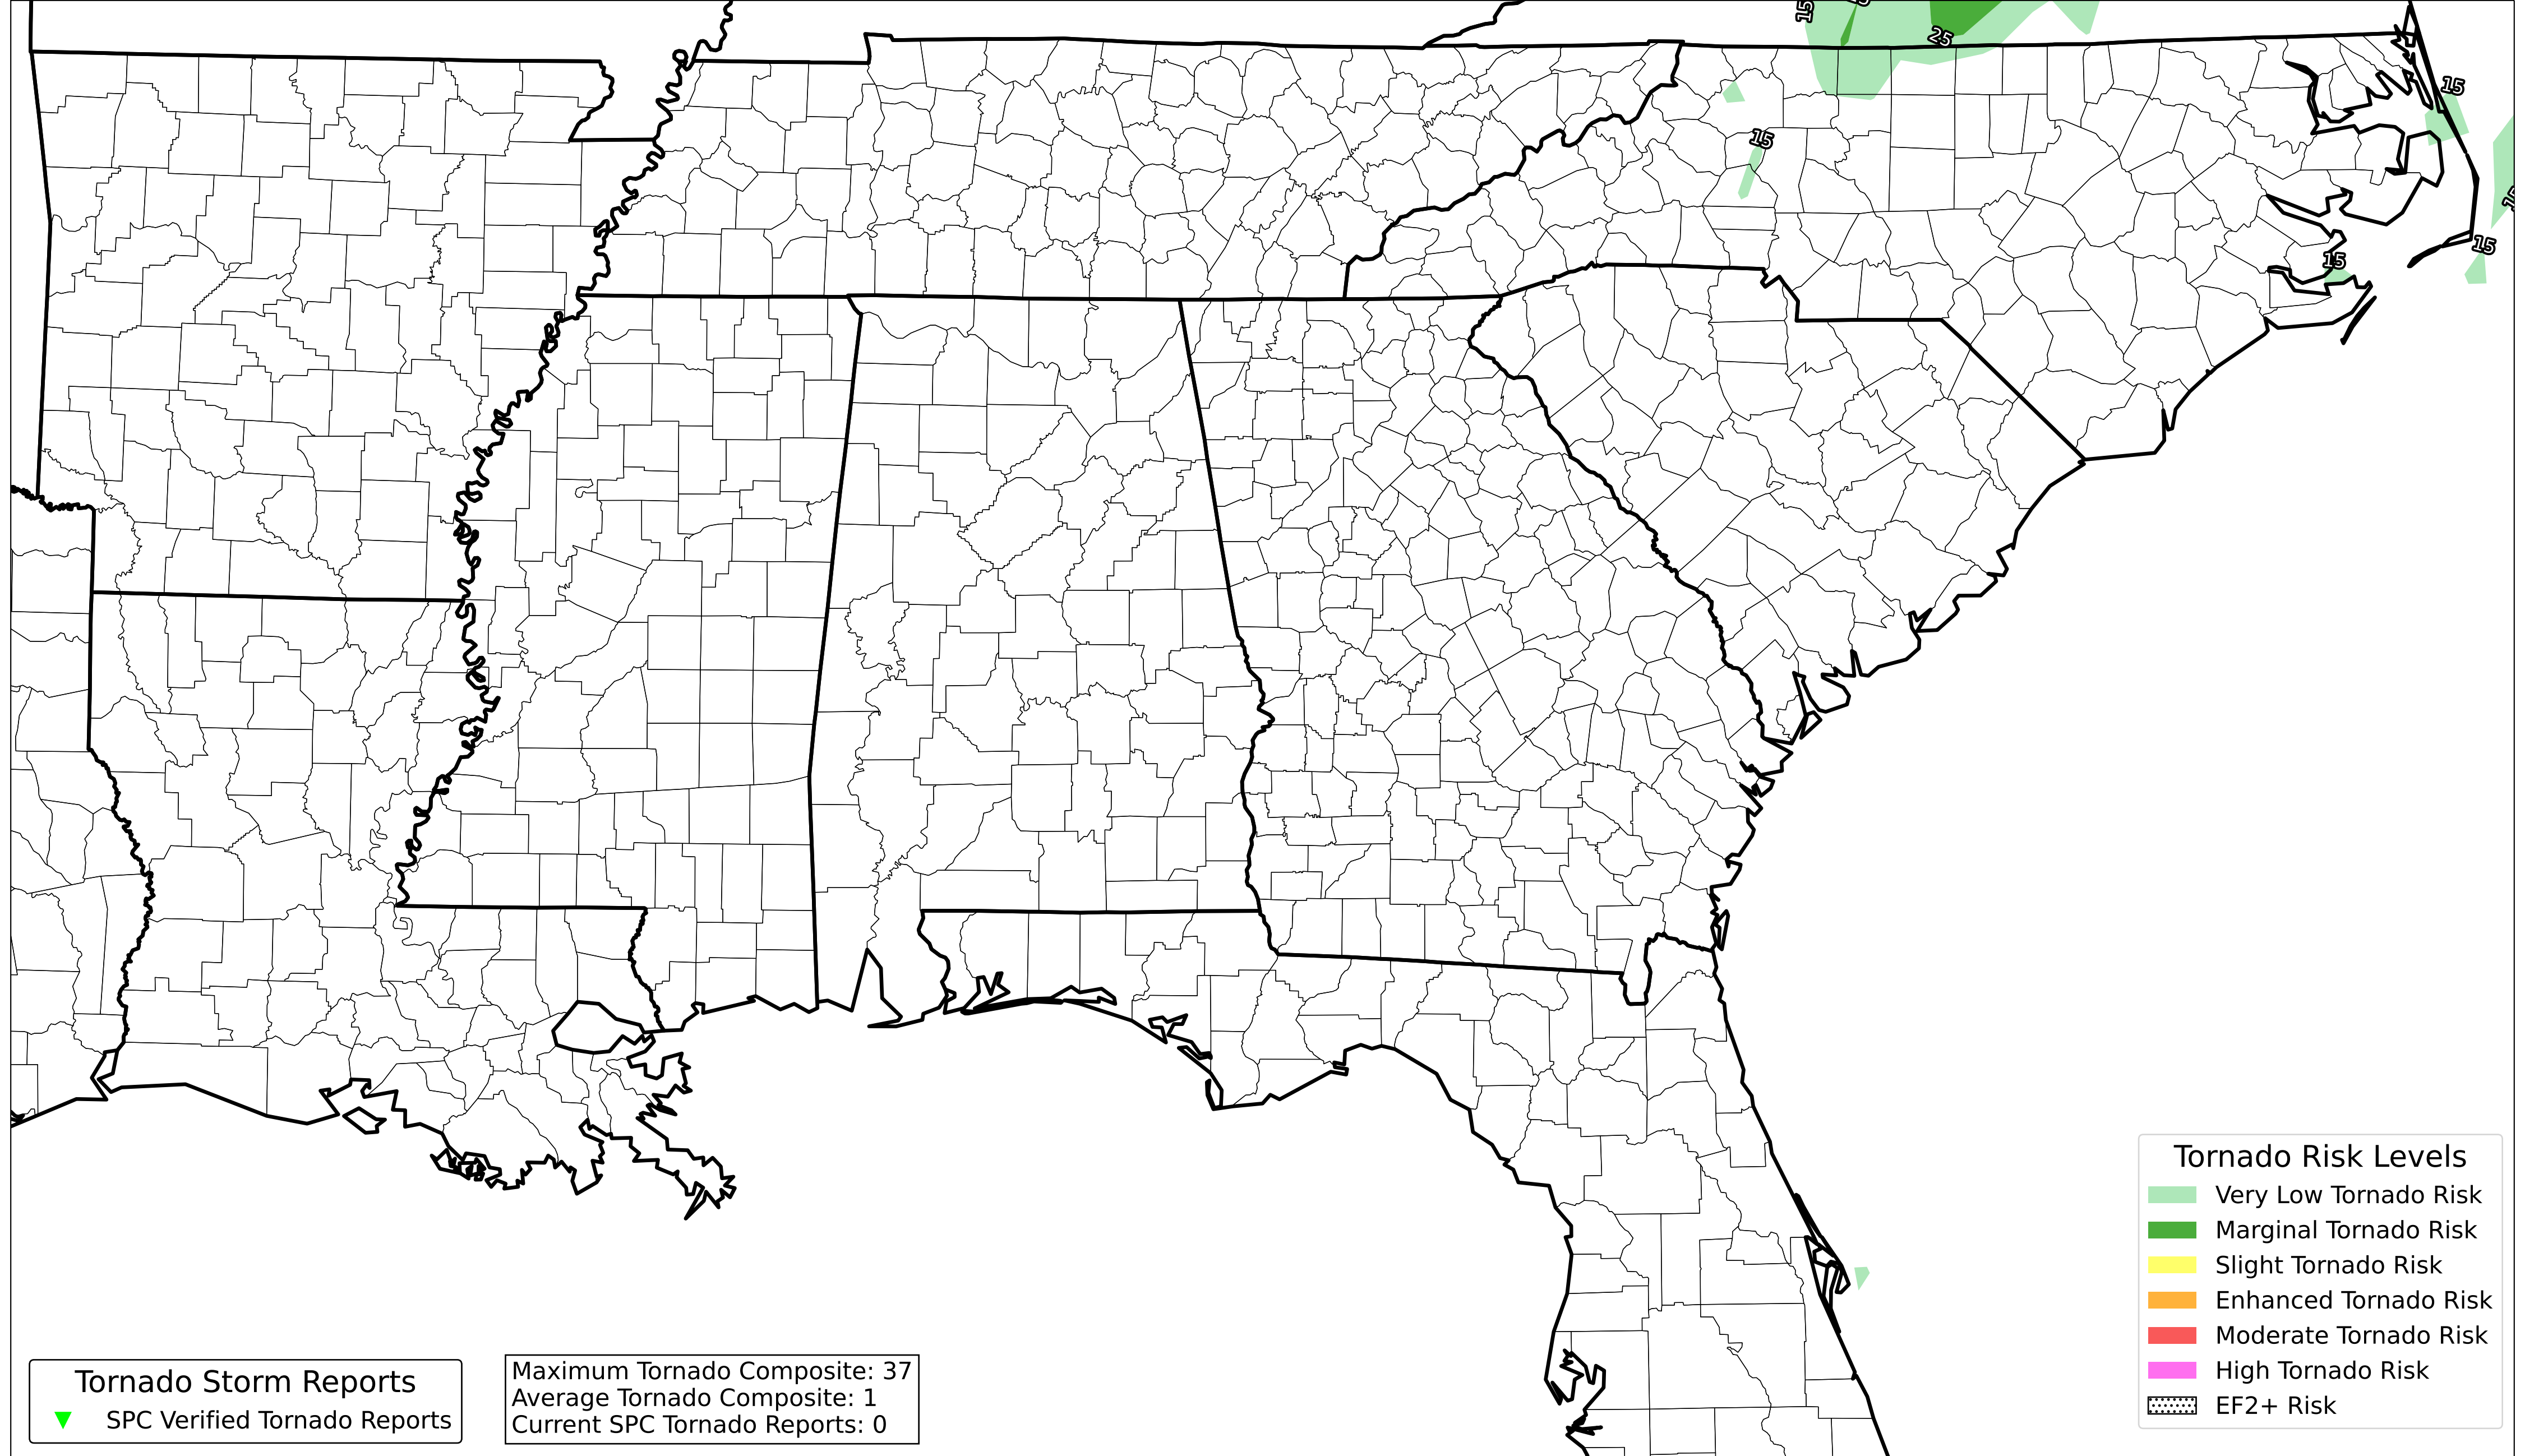 15
25
15
15
15
15
Tornado Risk Levels
Very Low Tornado Risk
Marginal Tornado Risk
Slight Tornado Risk
Enhanced Tornado Risk
Moderate Tornado Risk
High Tornado Risk
EF2+ Risk
Tornado Storm Reports
SPC Verified Tornado Reports
Maximum Tornado Composite: 37
Average Tornado Composite: 1
Current SPC Tornado Reports: 0